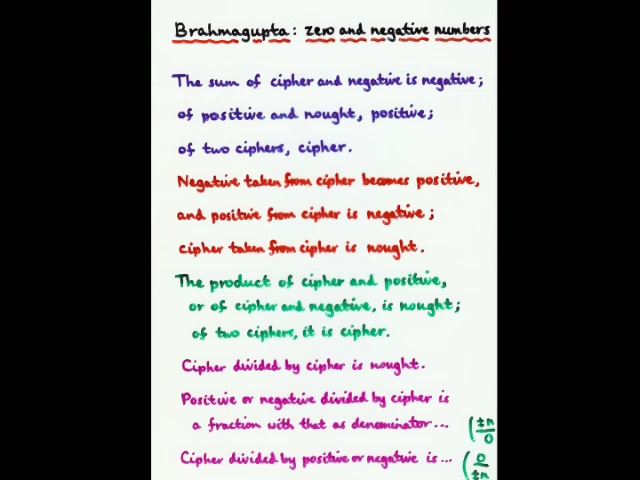 Brahmagupta: zero and negative numbers
The sum of cipher and negative is negative;
of positive and nought, positive;
of two ciphers, cipher.
Negative taken from cipher becomes positive,
and positive from cipher is negative;
cipher taken from cipher is nought.
The product of cipher and positive,
or of cipher and negative, is nought;
of two ciphers, it is cipher.
Cipher divided by cipher is nought.
Positive or negative divided by cipher is
a fraction with that as denominator... (±n/0
Cipher divided by positive or negative is... (0/±n